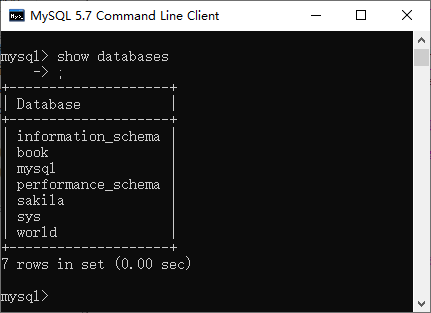 MySQL 5.7 Command Line Client
mysql> show databases
    -> ;
+--------------------+
| Database           |
+--------------------+
| information_schema |
| book               |
| mysql              |
| performance_schema |
| sakila             |
| sys                |
| world              |
+--------------------+
7 rows in set (0.00 sec)
mysql>